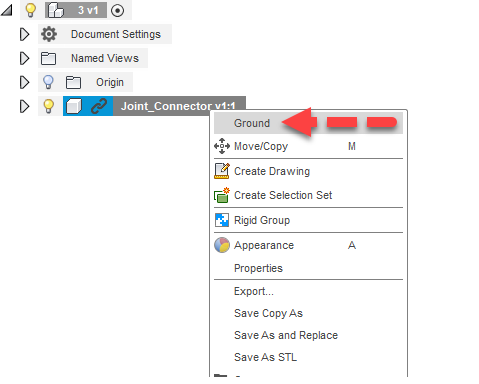 3 v1
Document Settings
Named Views
Origin
Joint_Connector v1:1
Ground
Move/Copy M
Create Drawing
Create Selection Set
Rigid Group
Appearance A
Properties
Export...
Save Copy As
Save As and Replace
Save As STL